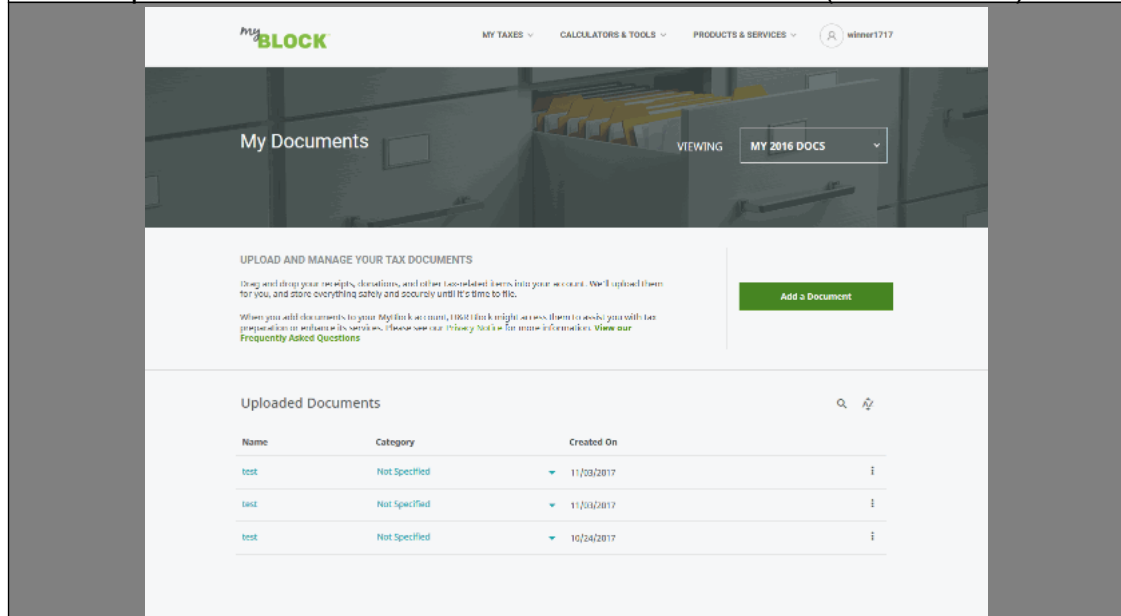 my BLOCK
MY TAXES
CALCULATORS & TOOLS
PRODUCTS & SERVICES
winner1717
My Documents
VIEWING
MY 2016 DOCS
UPLOAD AND MANAGE YOUR TAX DOCUMENTS
Drag and drop your receipts, donations, and other tax-related items into your account. We'll upload them
for you, and store everything safely and securely until it's time to file.
Add a Document
When you add documents to your MyBlock account, H&R Block might access them to assist you with tax
preparation or enhance its services. Please see our Privacy Notice for more information. View our
Frequently Asked Questions
Uploaded Documents
Name Category Created On
test Not Specified 11/03/2017
test Not Specified 11/03/2017
test Not Specified 10/24/2017